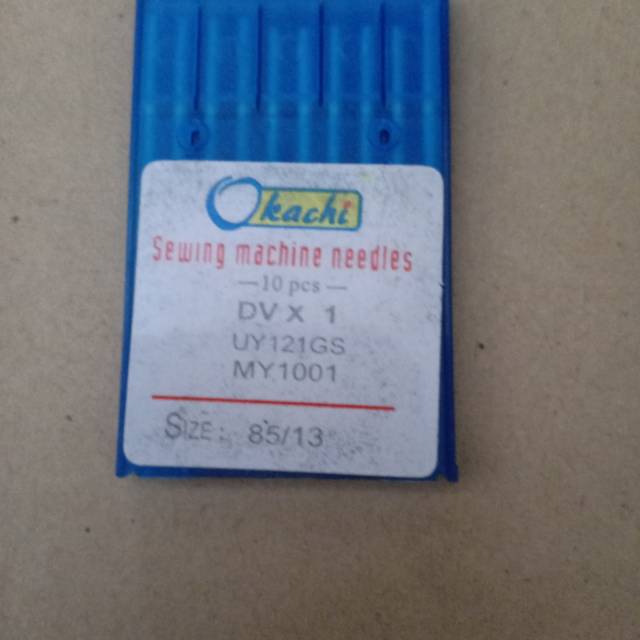 Okachi
Sewing machine needles
—10 pcs—
DV X 1
UY121GS
MY1001
SIZE: 85/13